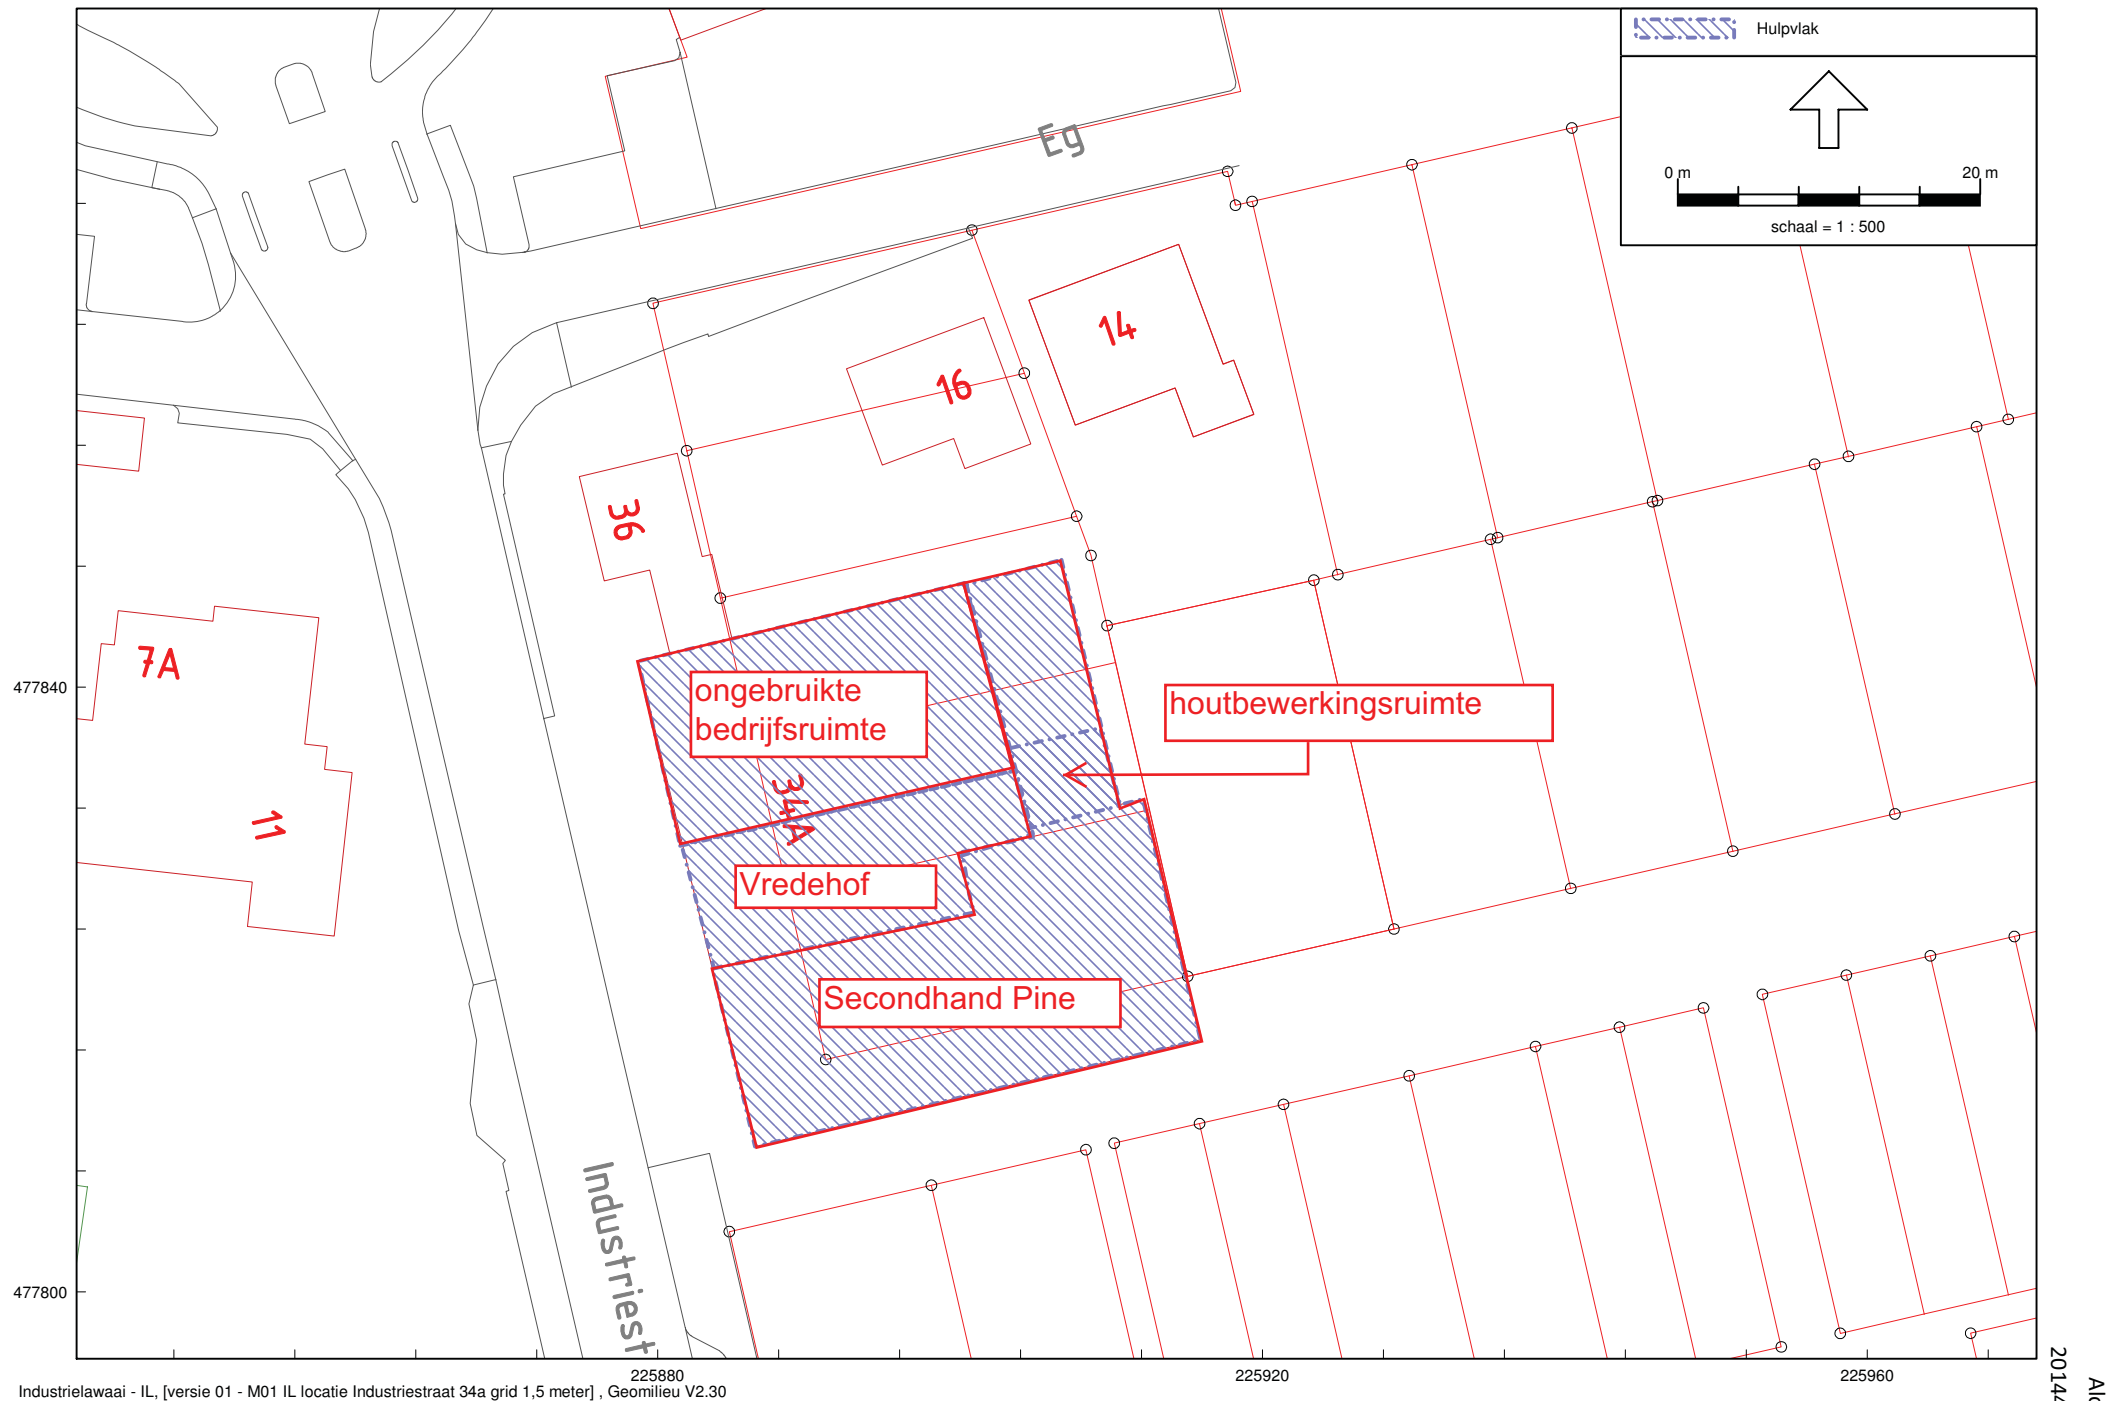 Hulpvlak
0 m 20 m
schaal = 1 : 500
Eg
14
16
36
7A
11
ongebruikte
bedrijfsruimte
houtbewerkingsruimte
34A
Vredehof
Secondhand Pine
Industriest
477840
477800
225880 225920 225960
Industrielawaai - IL, [versie 01 - M01 IL locatie Industriestraat 34a grid 1,5 meter] , Geomilieu V2.30